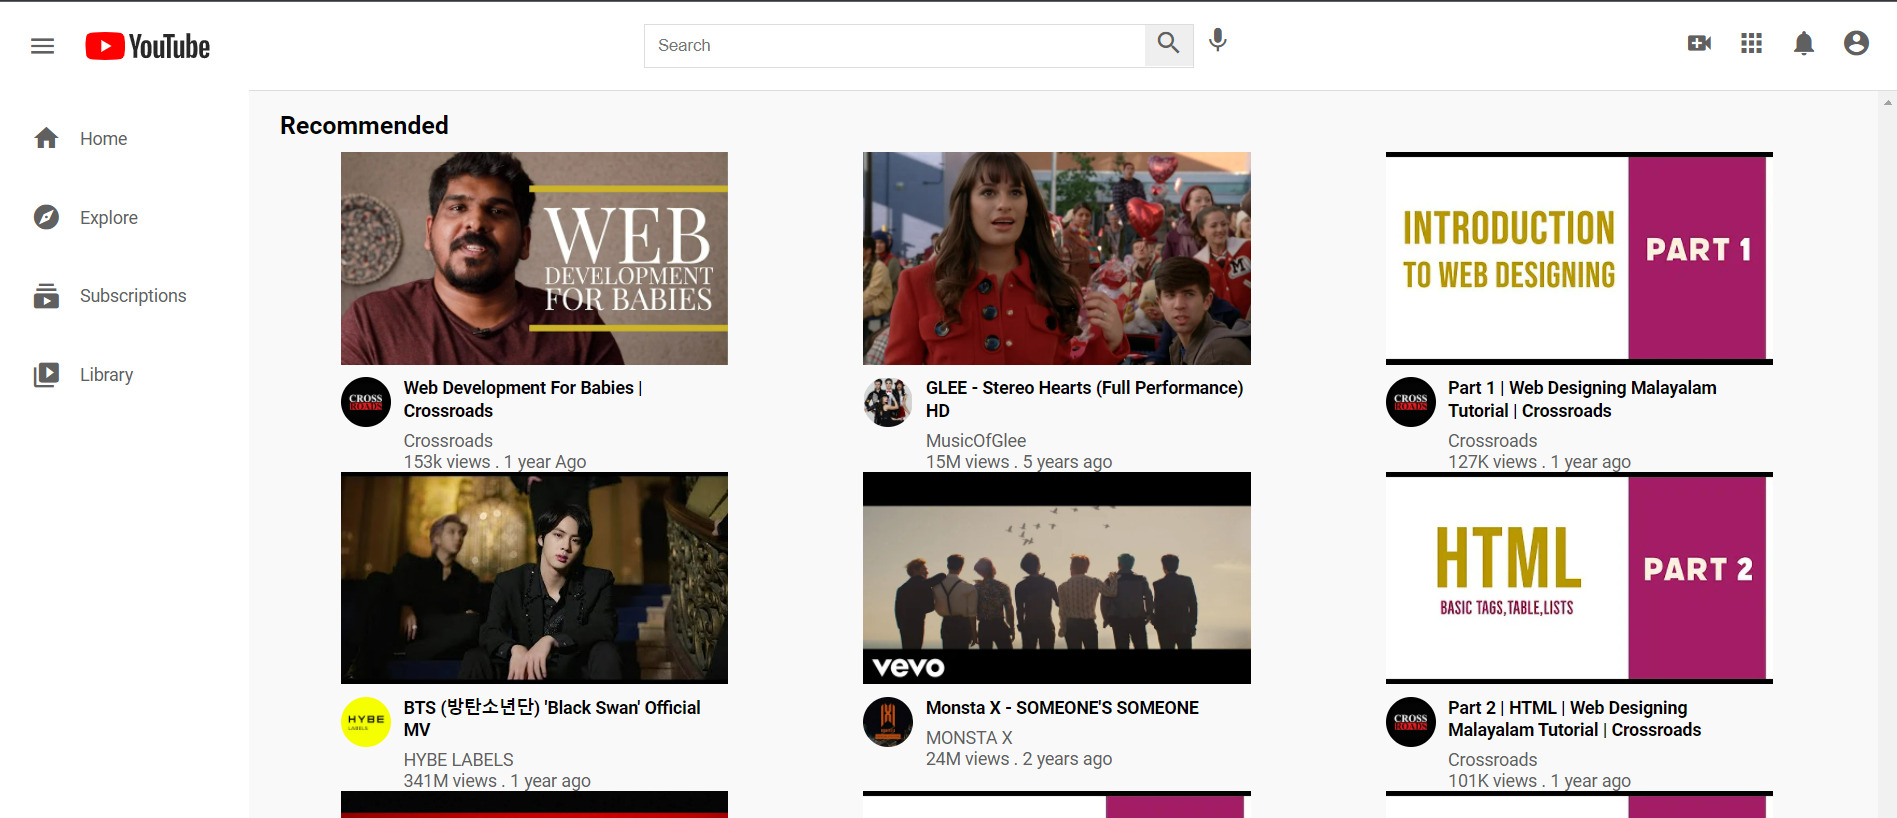 YouTube
Search
Home
Explore
Subscriptions
Library
Recommended
WEB
DEVELOPMENT
FOR BABIES
CROSS
ROADS
Web Development For Babies |
Crossroads
Crossroads
153k views . 1 year Ago
M
GLEE - Stereo Hearts (Full Performance)
HD
MusicOfGlee
15M views . 5 years ago
INTRODUCTION
TO WEB DESIGNING
PART 1
CROSS
ROADS
Part 1 | Web Designing Malayalam
Tutorial | Crossroads
Crossroads
127K views . 1 year ago
HYBE
LABELS
BTS (방탄소년단) 'Black Swan' Official
MV
HYBE LABELS
341M views . 1 year ago
vevo
Monsta X - SOMEONE'S SOMEONE
MONSTA X
24M views . 2 years ago
HTML
BASIC TAGS,TABLE,LISTS
PART 2
CROSS
ROADS
Part 2 | HTML | Web Designing
Malayalam Tutorial | Crossroads
Crossroads
101K views . 1 year ago